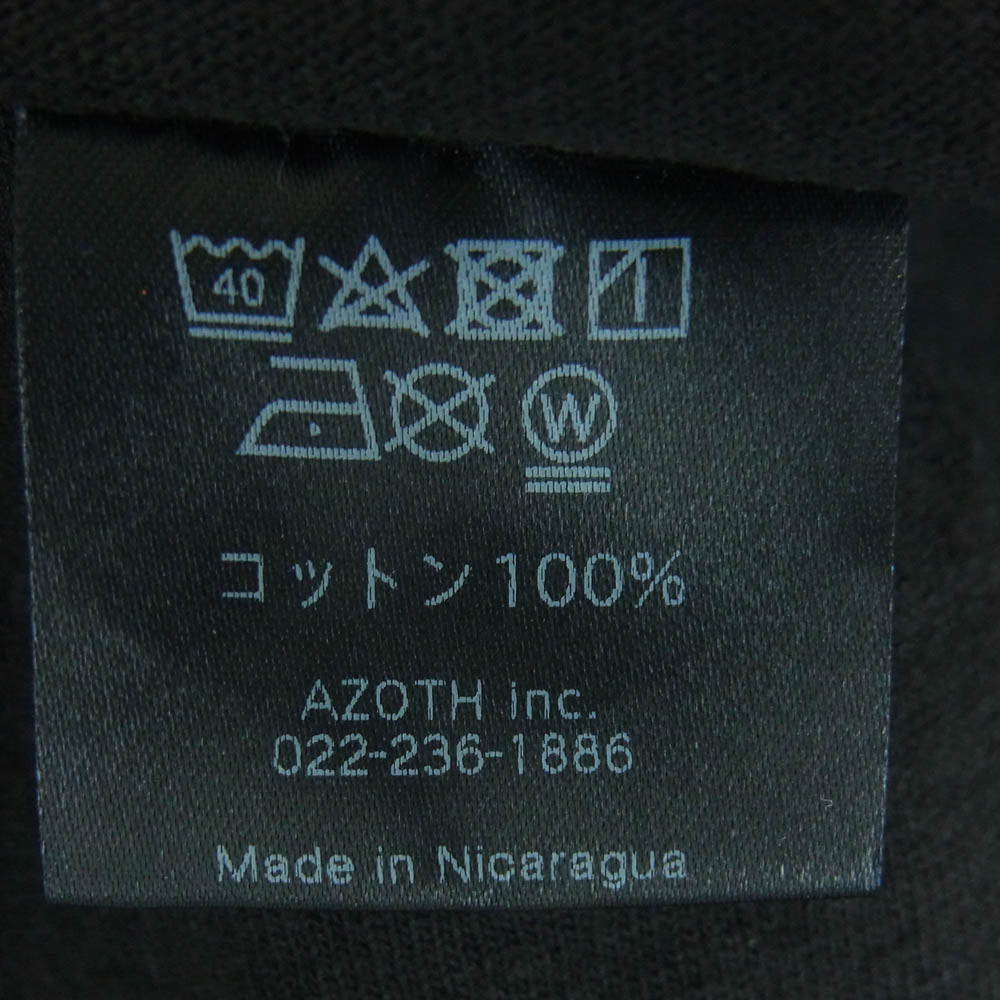 40
W
コットン100%
AZOTH inc.
022-236-1886
Made in Nicaragua